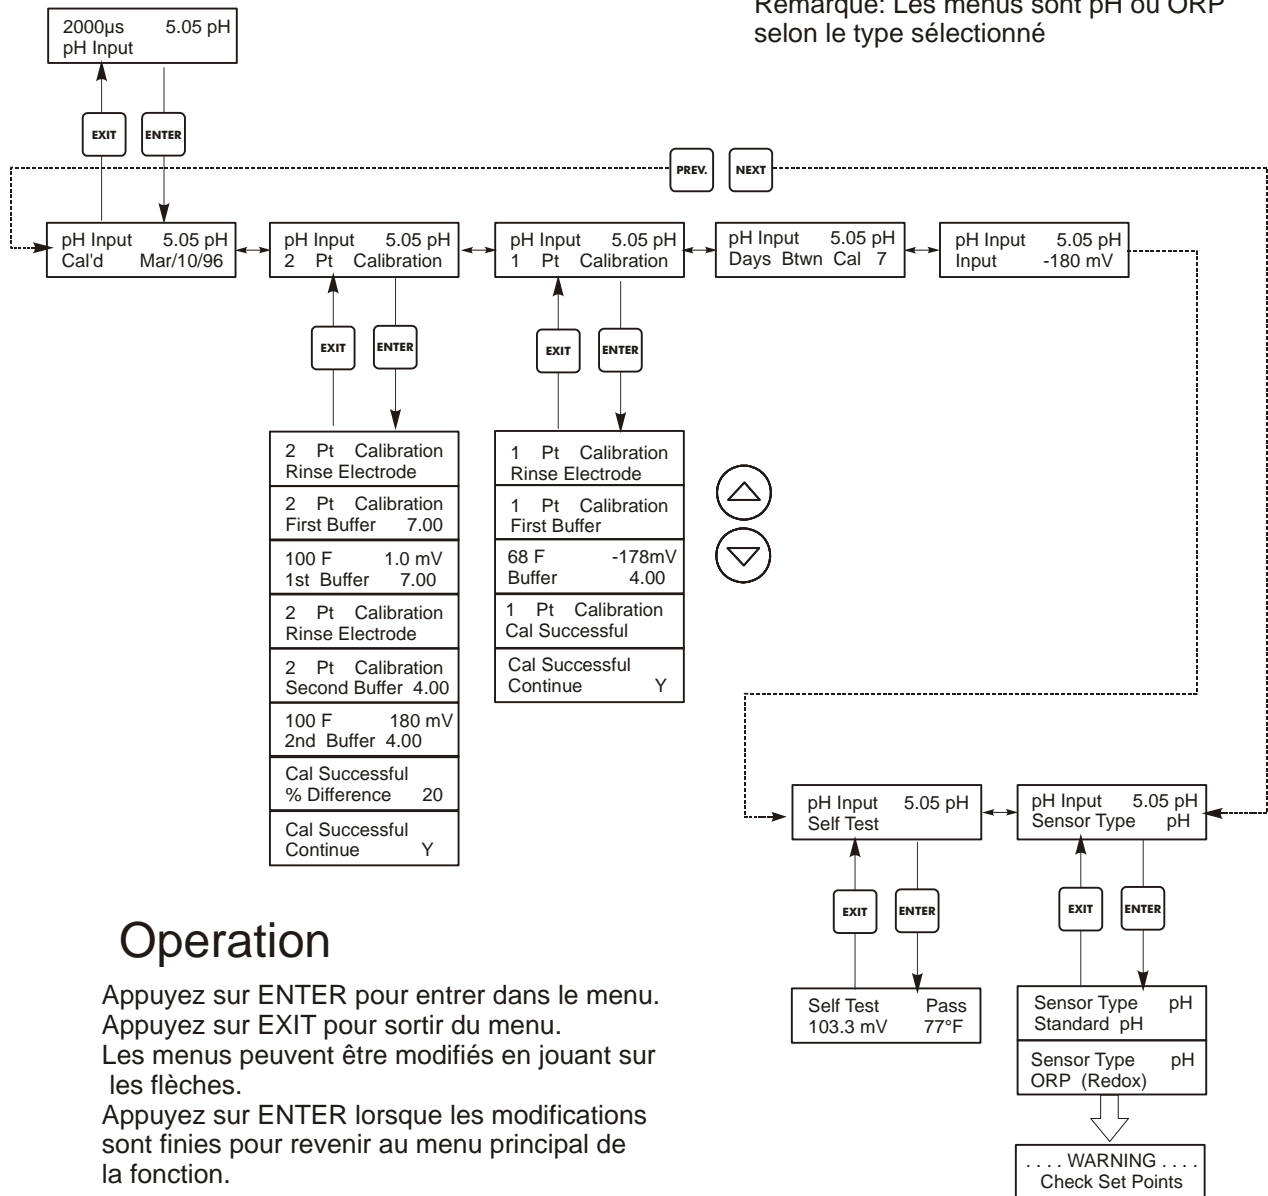 Remarque: Les menus sont pH ou ORP
selon le type sélectionné
2000µs 5.05 pH
pH Input
EXIT ENTER
PREV. NEXT
pH Input 5.05 pH
Cal'd Mar/10/96
pH Input 5.05 pH
2 Pt Calibration
pH Input 5.05 pH
1 Pt Calibration
pH Input 5.05 pH
Days Btwn Cal 7
pH Input 5.05 pH
Input -180 mV
EXIT ENTER
EXIT ENTER
2 Pt Calibration
Rinse Electrode
2 Pt Calibration
First Buffer 7.00
100 F 1.0 mV
1st Buffer 7.00
2 Pt Calibration
Rinse Electrode
2 Pt Calibration
Second Buffer 4.00
100 F 180 mV
2nd Buffer 4.00
Cal Successful
% Difference 20
Cal Successful
Continue Y
1 Pt Calibration
Rinse Electrode
1 Pt Calibration
First Buffer
68 F -178mV
Buffer 4.00
1 Pt Calibration
Cal Successful
Cal Successful
Continue Y
pH Input 5.05 pH
Self Test
pH Input 5.05 pH
Sensor Type pH
EXIT ENTER
EXIT ENTER
Self Test Pass
103.3 mV 77°F
Sensor Type pH
Standard pH
Sensor Type pH
ORP (Redox)
. . . . WARNING . . . .
Check Set Points
Operation
Appuyez sur ENTER pour entrer dans le menu.
Appuyez sur EXIT pour sortir du menu.
Les menus peuvent être modifiés en jouant sur
les flèches.
Appuyez sur ENTER lorsque les modifications
sont finies pour revenir au menu principal de
la fonction.